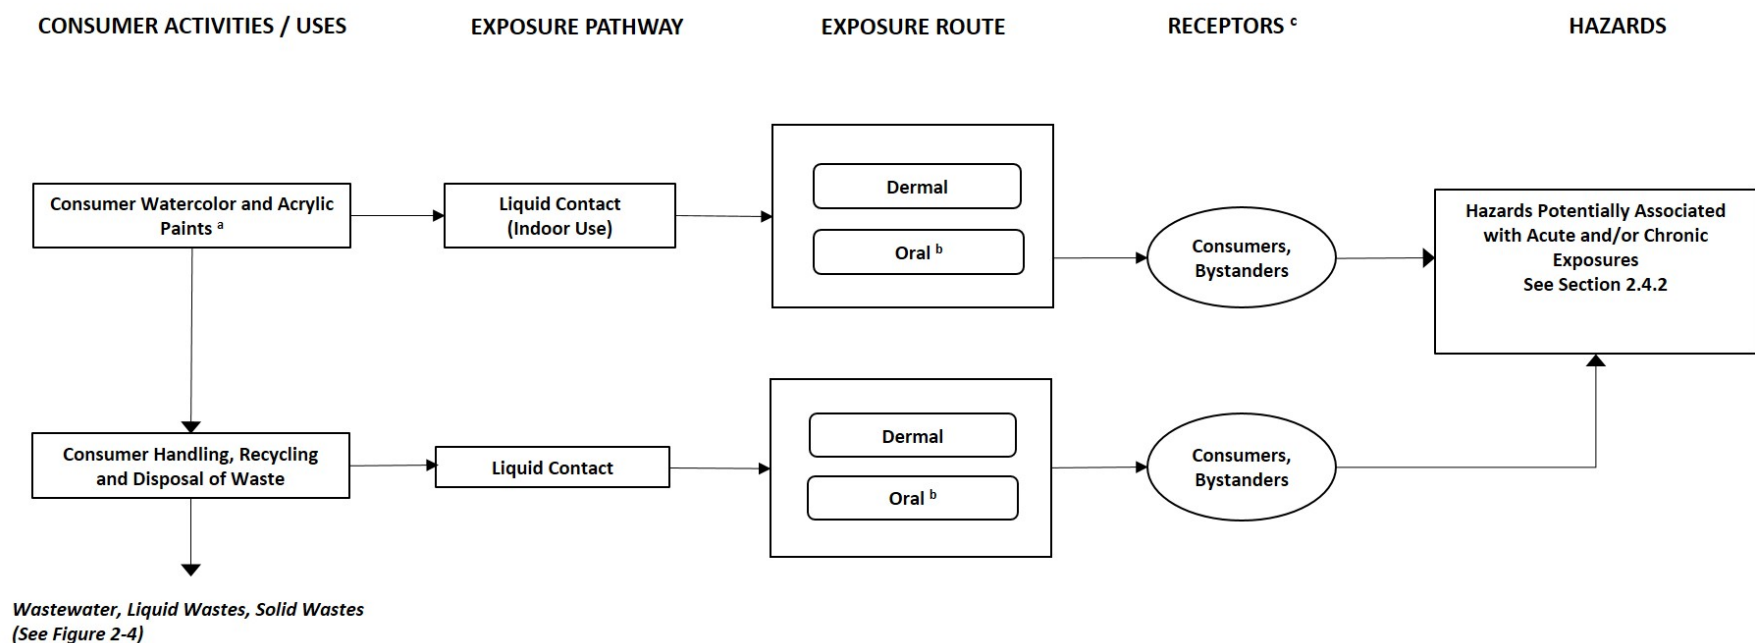 CONSUMER ACTIVITIES / USES
EXPOSURE PATHWAY
EXPOSURE ROUTE
RECEPTORS ᶜ
HAZARDS
Consumer Watercolor and Acrylic
Paints ᵃ
Liquid Contact
(Indoor Use)
Dermal
Oral ᵇ
Consumers,
Bystanders
Hazards Potentially Associated
with Acute and/or Chronic
Exposures
See Section 2.4.2
Consumer Handling, Recycling
and Disposal of Waste
Liquid Contact
Dermal
Oral ᵇ
Consumers,
Bystanders
Wastewater, Liquid Wastes, Solid Wastes
(See Figure 2-4)